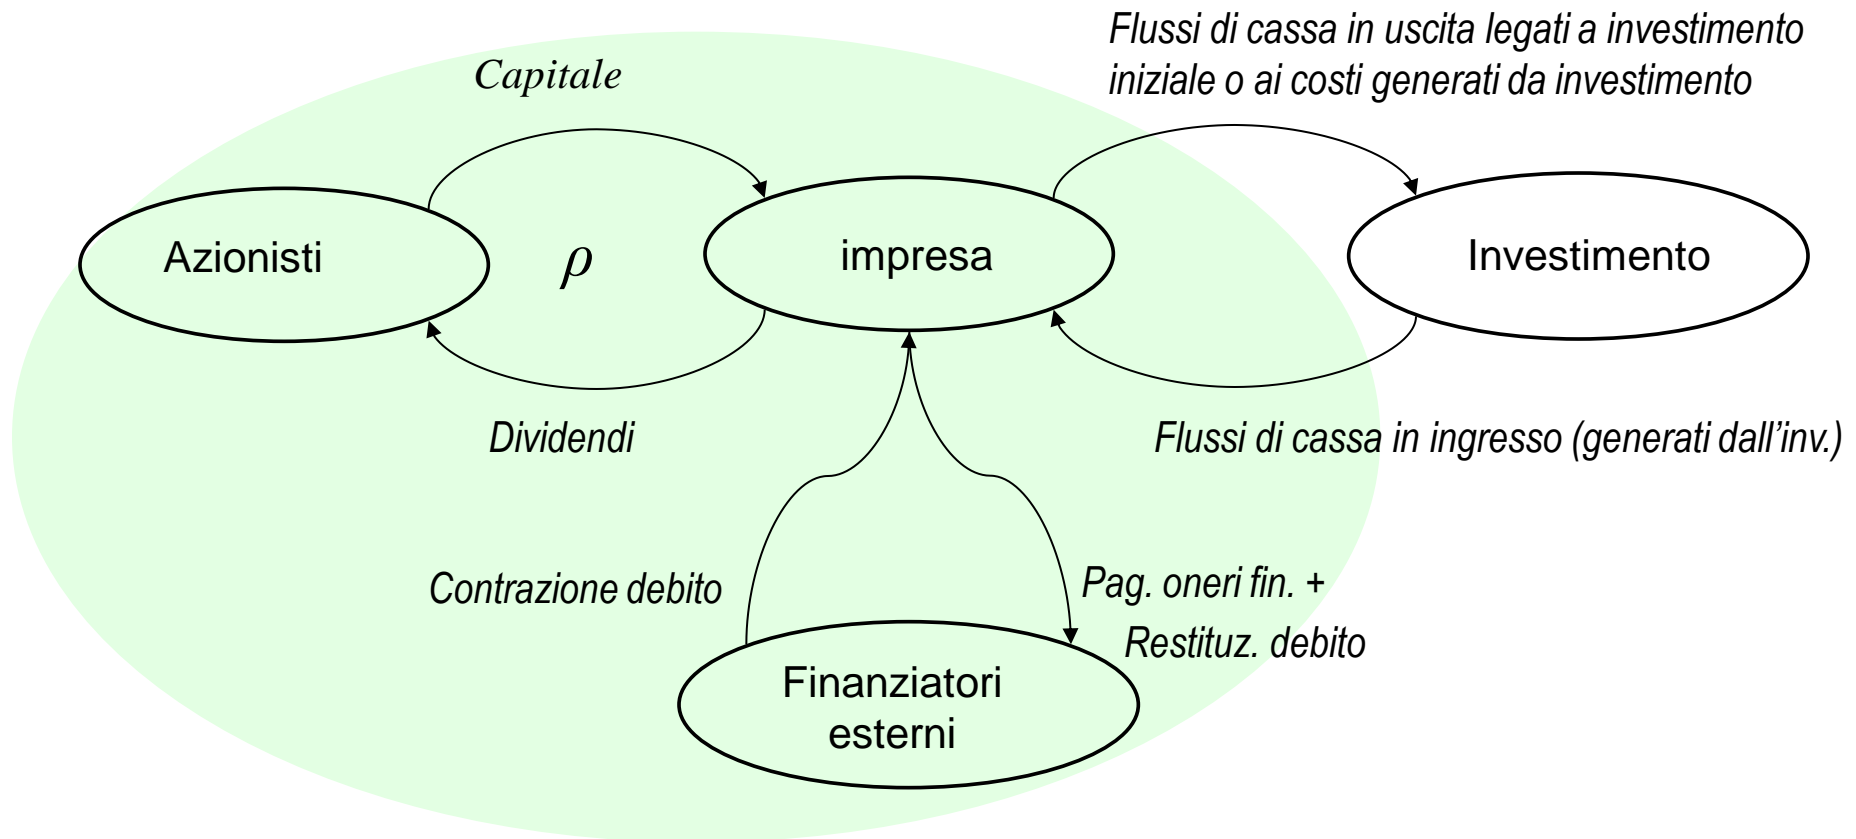 Flussi di cassa in uscita legati a investimento
iniziale o ai costi generati da investimento
Capitale
Azionisti
ρ
impresa
Investimento
Dividendi
Flussi di cassa in ingresso (generati dall'inv.)
Contrazione debito
Pag. oneri fin. +
Restituz. debito
Finanziatori
esterni